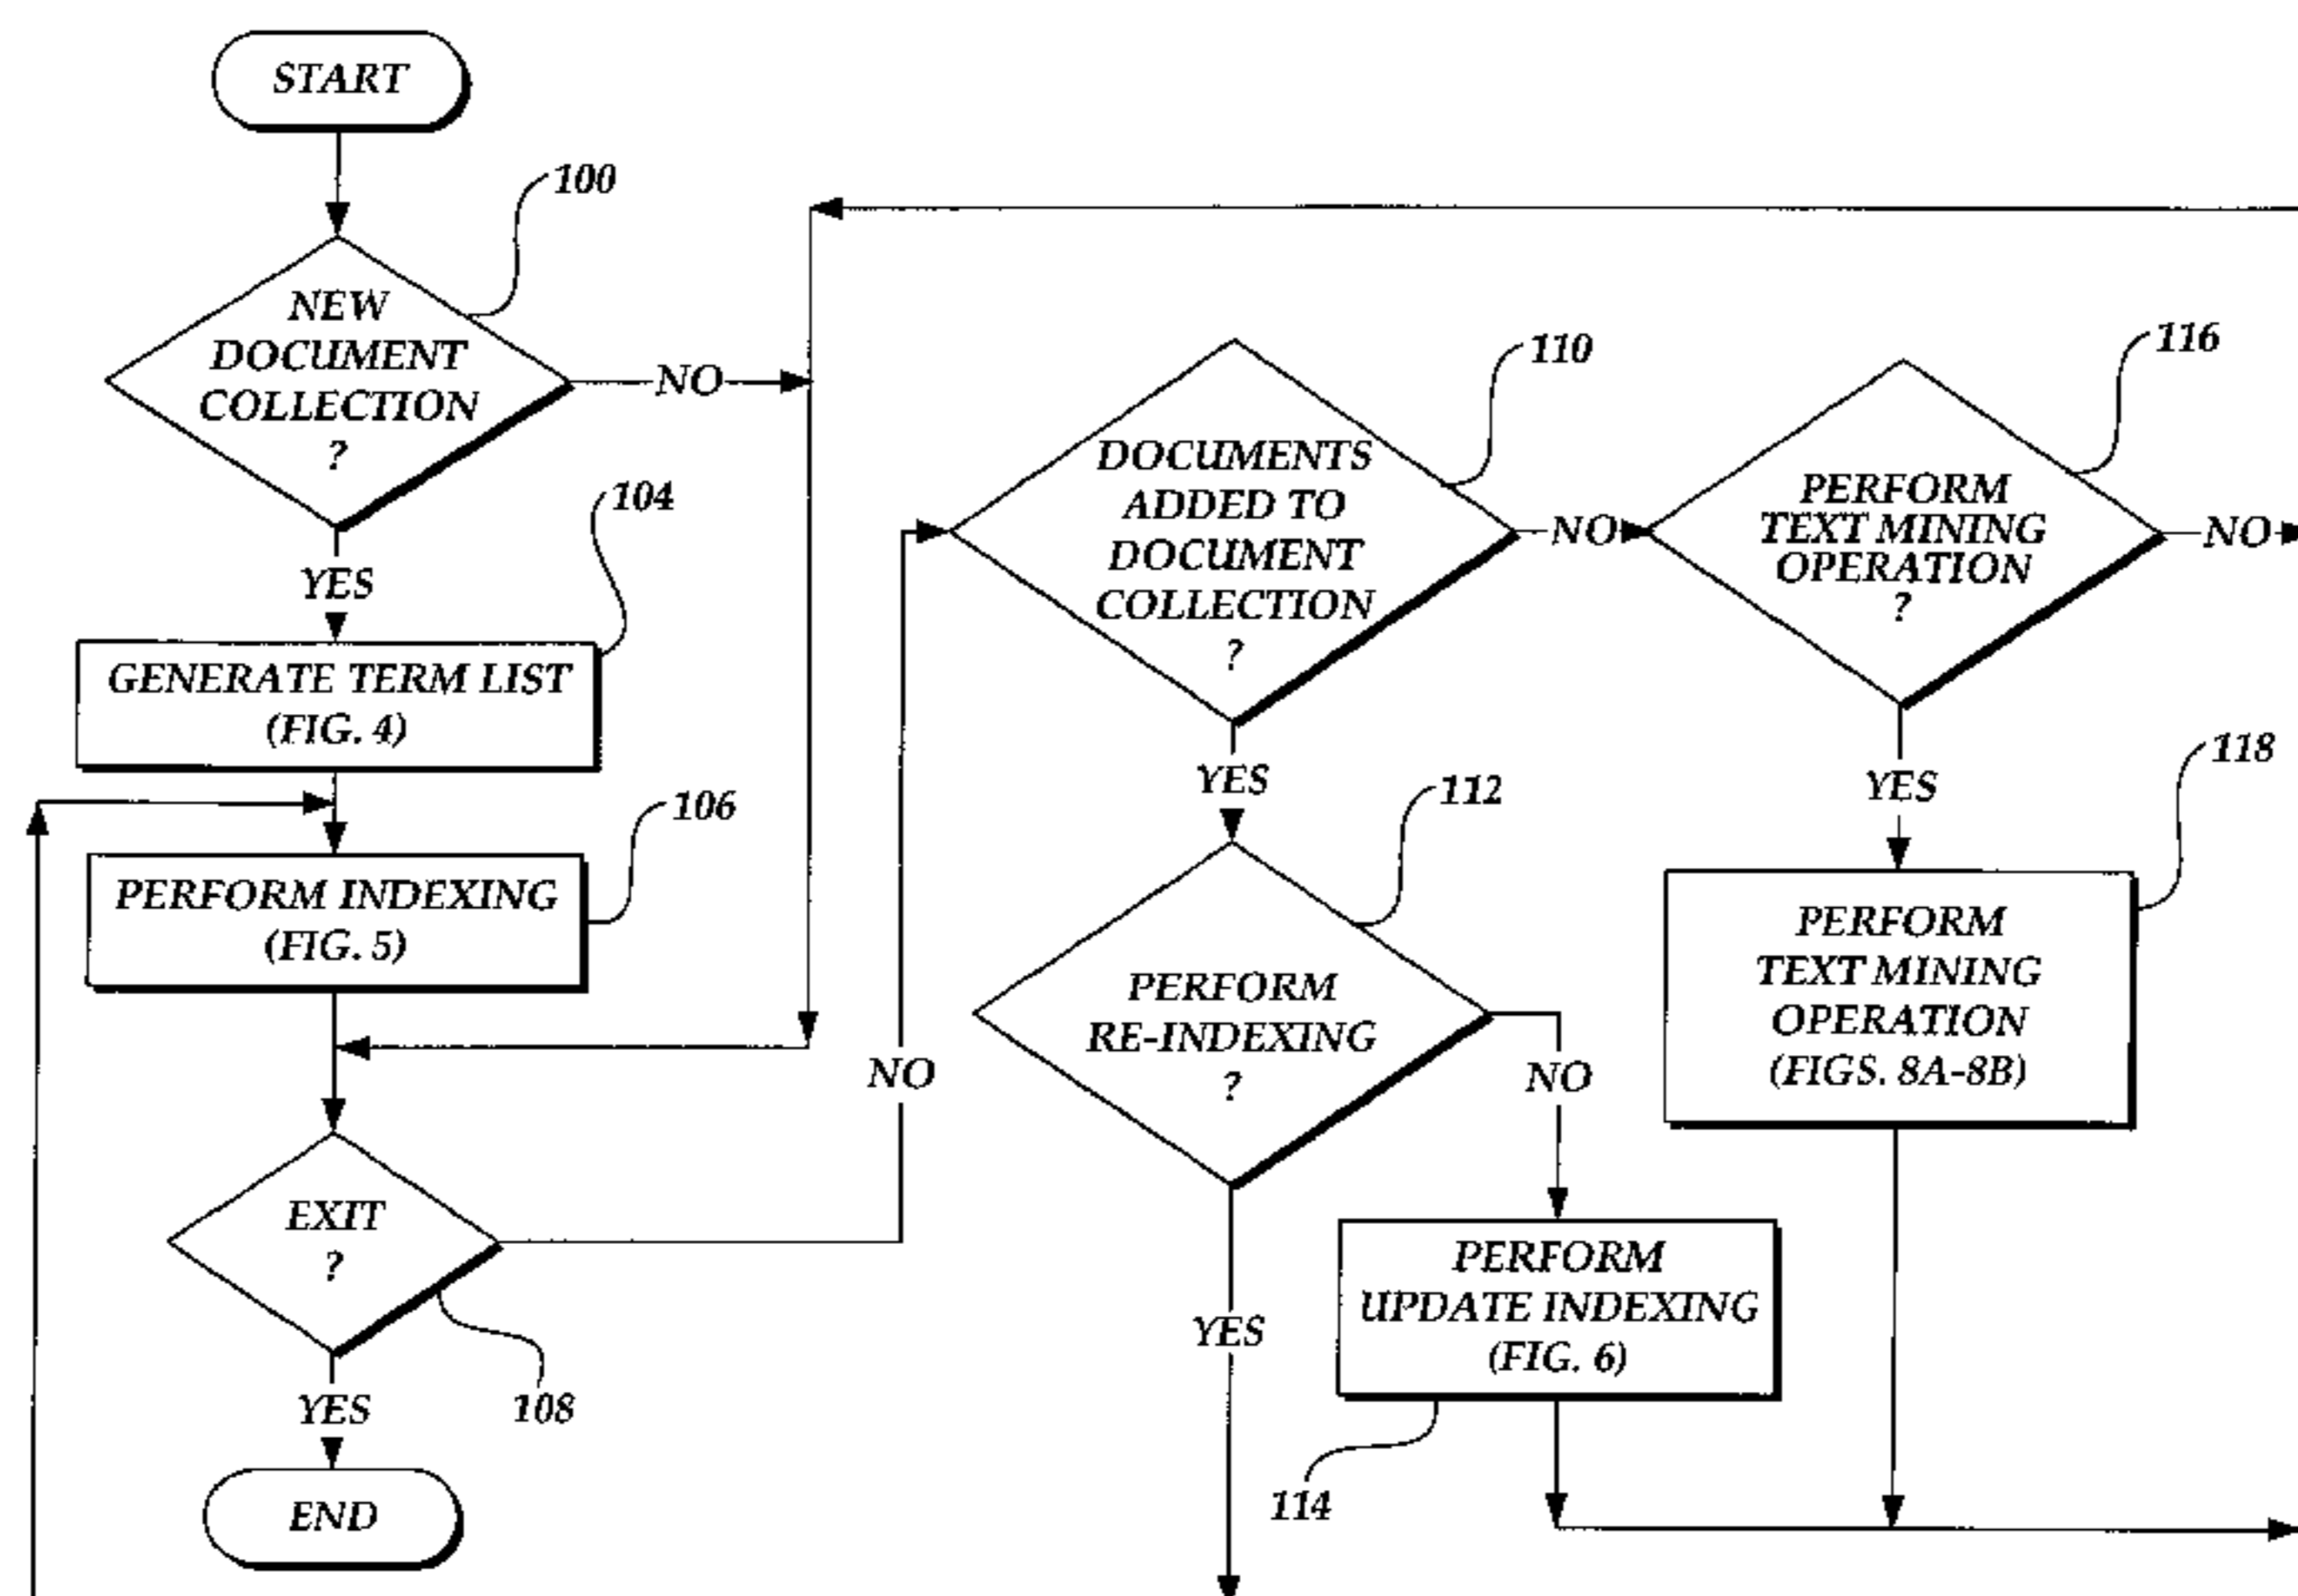 START
100
NEW
DOCUMENT
COLLECTION
?
NO
YES
104
GENERATE TERM LIST
(FIG. 4)
106
PERFORM INDEXING
(FIG. 5)
EXIT
?
108
NO
YES
END
110
DOCUMENTS
ADDED TO
DOCUMENT
COLLECTION
?
NO
YES
112
PERFORM
RE-INDEXING
?
NO
YES
PERFORM
UPDATE INDEXING
(FIG. 6)
114
116
PERFORM
TEXT MINING
OPERATION
?
NO
YES
118
PERFORM
TEXT MINING
OPERATION
(FIGS. 8A-8B)